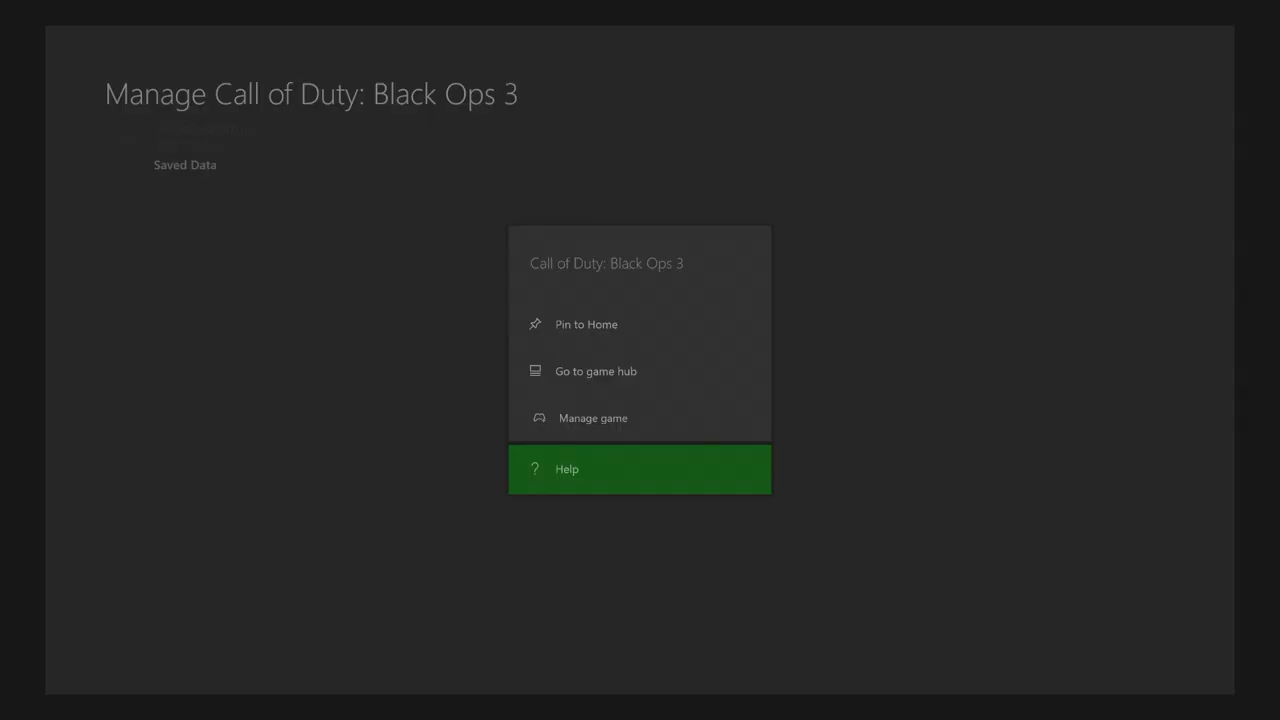 Manage Call of Duty: Black Ops 3
Saved Data
Call of Duty: Black Ops 3
Pin to Home
Go to game hub
Manage game
? Help